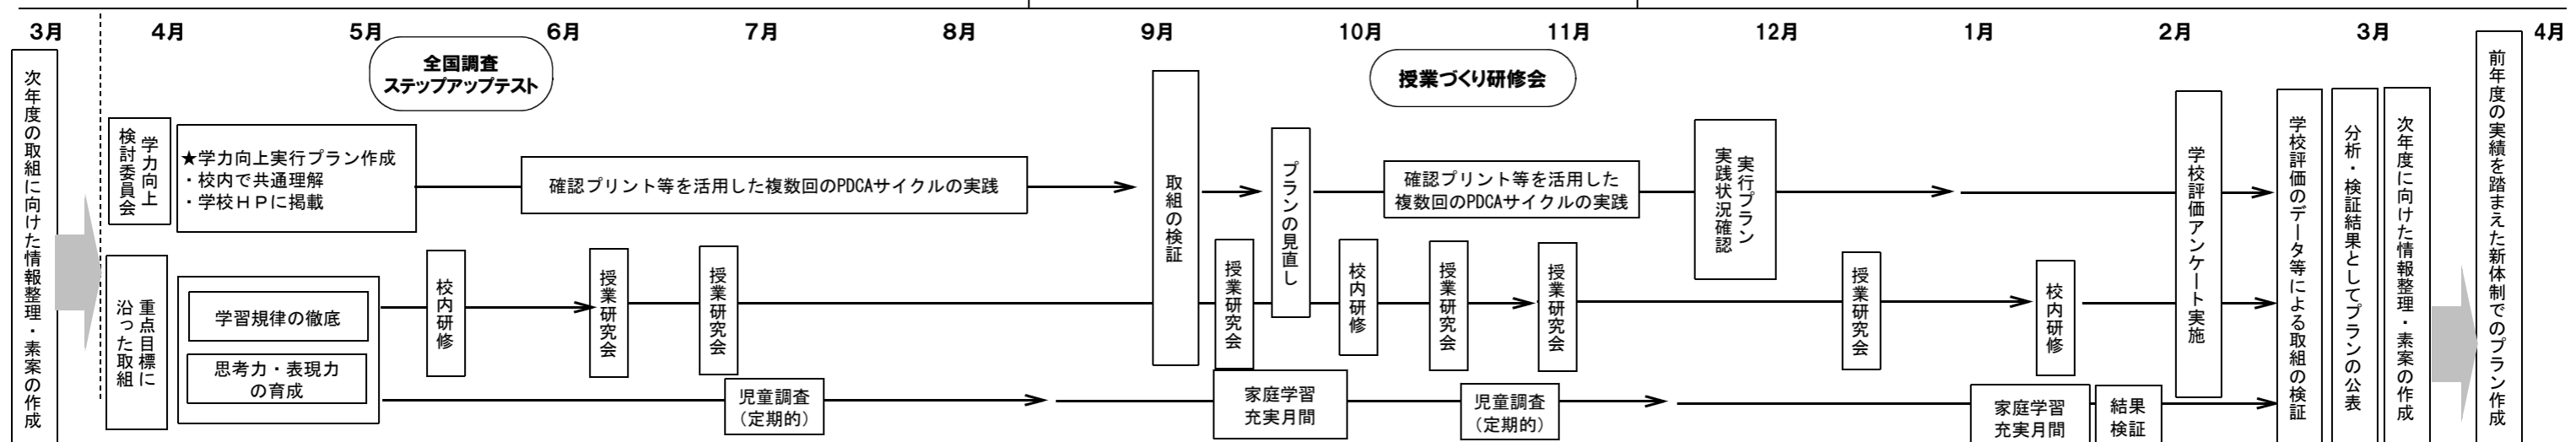 3月
4月
5月
6月
7月
8月
9月
10月
11月
12月
1月
2月
3月
4月
次年度の取組に向けた情報整理・素案の作成
全国調査
ステップアップテスト
授業づくり研修会
学力向上
検討委員会
★学力向上実行プラン作成
・校内で共通理解
・学校ＨＰに掲載
確認プリント等を活用した複数回のPDCAサイクルの実践
取組の検証
プランの見直し
確認プリント等を活用した
複数回のPDCAサイクルの実践
実行プラン
実践状況確認
学校評価アンケート実施
学校評価のデータ等による取組の検証
分析・検証結果としてプランの公表
次年度に向けた情報整理・素案の作成
前年度の実績を踏まえた新体制でのプラン作成
重点目標に
沿った取組
学習規律の徹底
思考力・表現力
の育成
校内研修
授業研究会
授業研究会
授業研究会
校内研修
授業研究会
授業研究会
授業研究会
校内研修
児童調査
（定期的）
家庭学習
充実月間
児童調査
（定期的）
家庭学習
充実月間
結果
検証